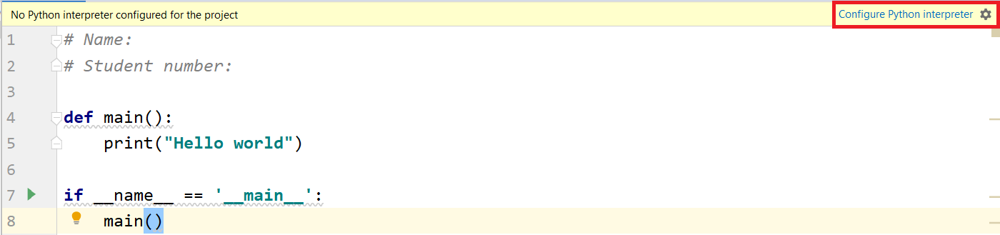 No Python interpreter configured for the project Configure Python interpreter
1 # Name:
2 # Student number:
3
4 def main():
5     print("Hello world")
6
7 if __name__ == '__main__':
8     main()